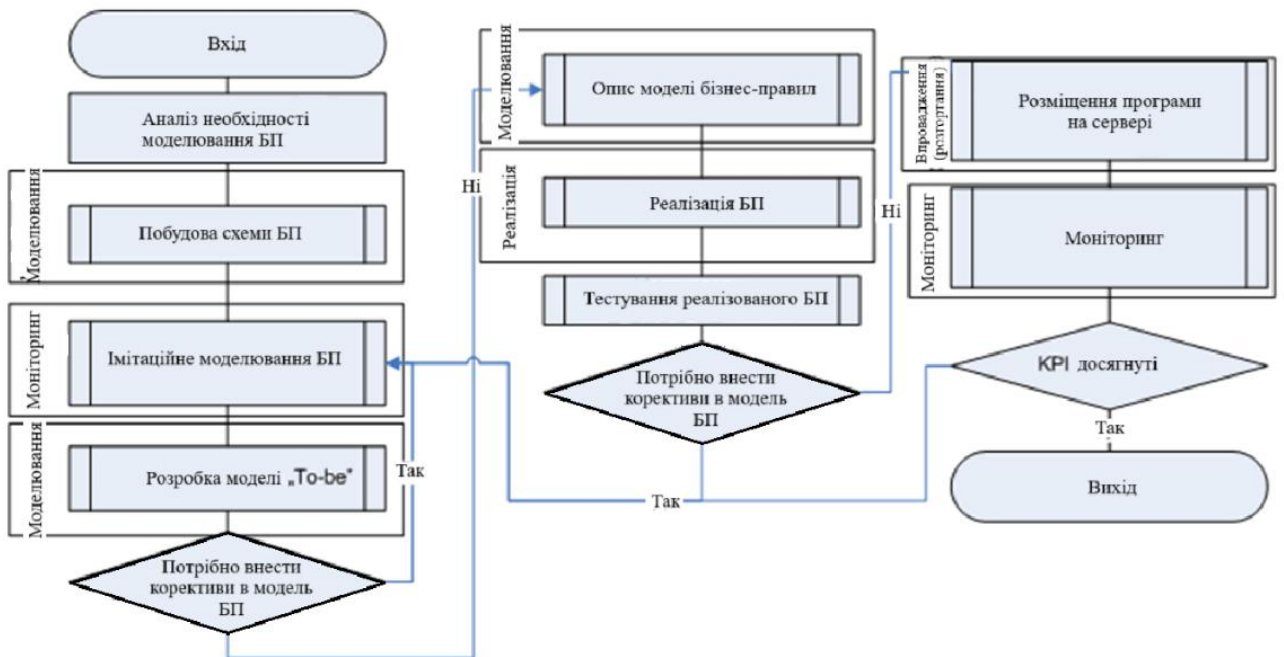 Вхід
Аналіз необхідності
моделювання БП
Моделювання
Побудова схеми БП
Моніторинг
Імітаційне моделювання БП
Моделювання
Розробка моделі „To-be“
Так
Потрібно внести
корективи в модель
БП
Ні
Моделювання
Опис моделі бізнес-правил
Реалізація
Реалізація БП
Тестування реалізованого БП
Потрібно внести
корективи в модель
БП
Так
Ні
Впровадження
(розгортання)
Розміщення програми
на сервері
Моніторинг
Моніторинг
KPI досягнуті
Так
Вихід